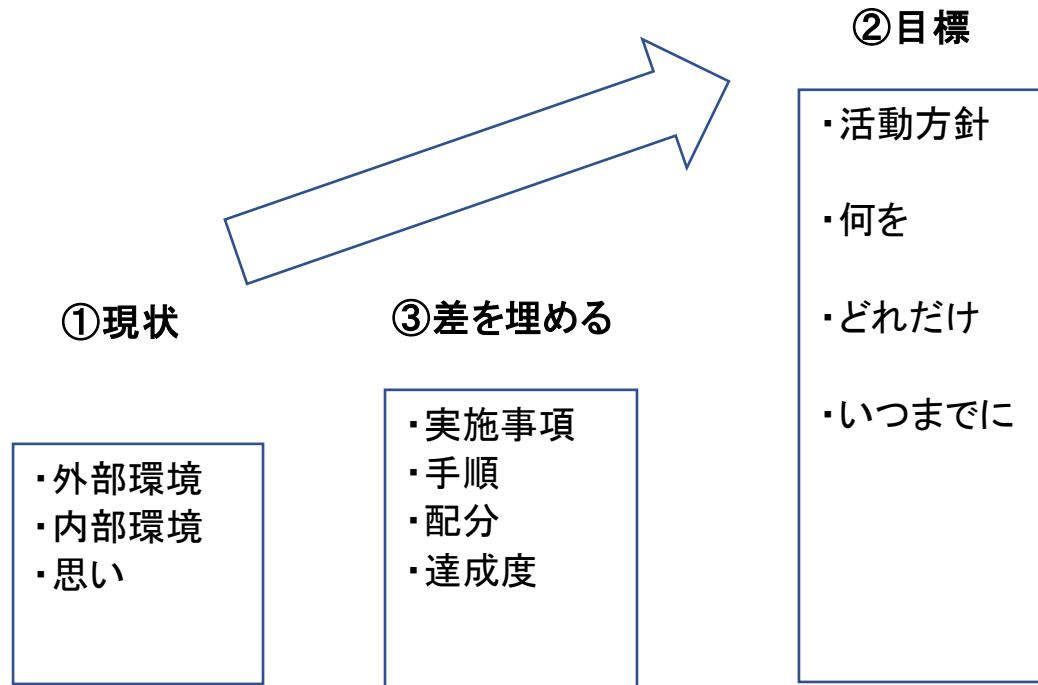 ②目標
・活動方針
・何を
・どれだけ
・いつまでに
①現状
・外部環境
・内部環境
・思い
③差を埋める
・実施事項
・手順
・配分
・達成度